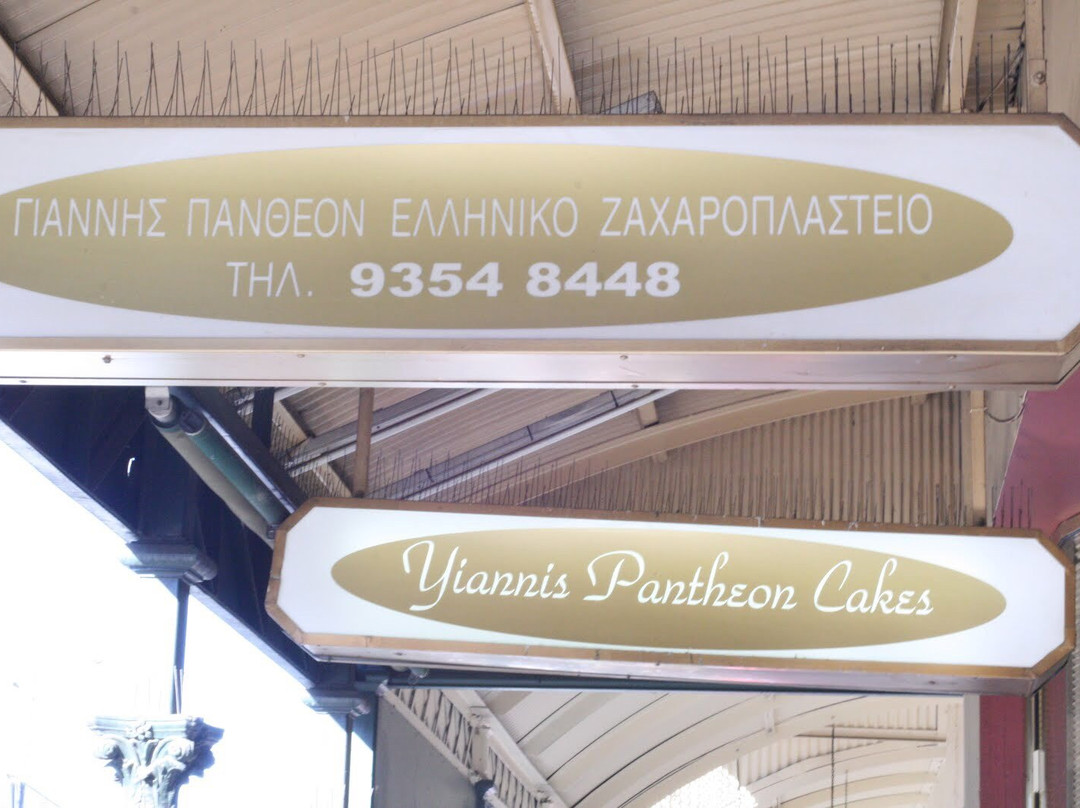 ΓΙΑΝΝΗΣ ΠΑΝΘΕΟΝ ΕΛΛΗΝΙΚΟ ΖΑΧΑΡΟΠΛΑΣΤΕΙΟ
ΤΗΛ. 9354 8448
Yiannis Pantheon Cakes